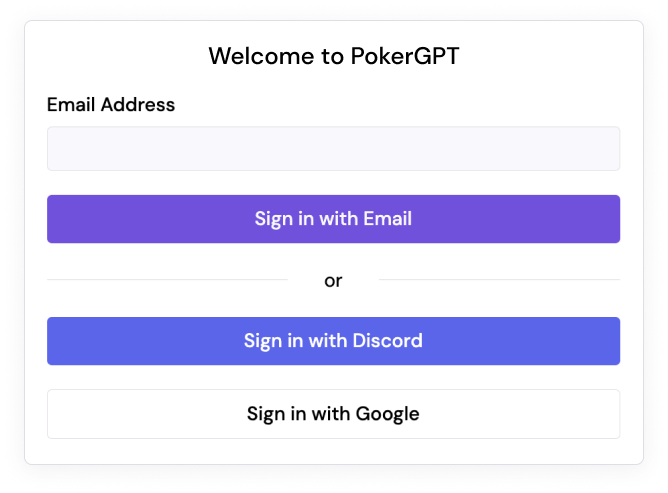 Welcome to PokerGPT
Email Address
Sign in with Email
or
Sign in with Discord
Sign in with Google